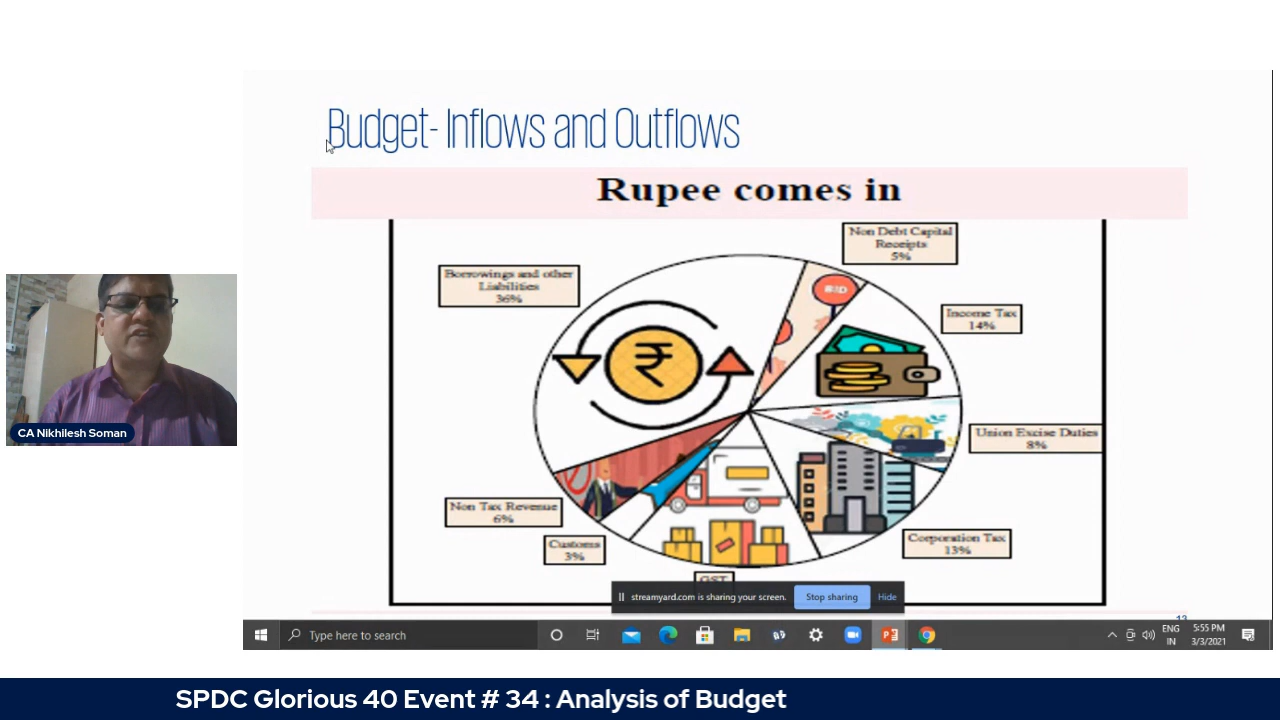 Budget- Inflows and Outflows
Rupee comes in
Non Debt Capital
Receipts
5%
Borrowings and other
Liabilities
36%
BID
Income Tax
14%
Union Excise Duties
8%
CA Nikhilesh Soman
Non Tax Revenue
6%
Corporation Tax
13%
Customs
3%
GST
streamyard.com is sharing your screen.
Stop sharing
Hide
13
Type here to search
ENG
IN
5:55 PM
3/3/2021
SPDC Glorious 40 Event # 34 : Analysis of Budget